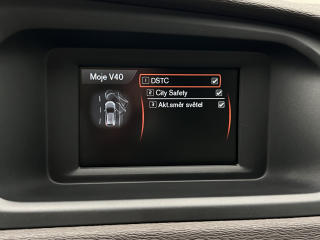 Moje V40
1 DSTC
2 City Safety
3 Akt.směr světel